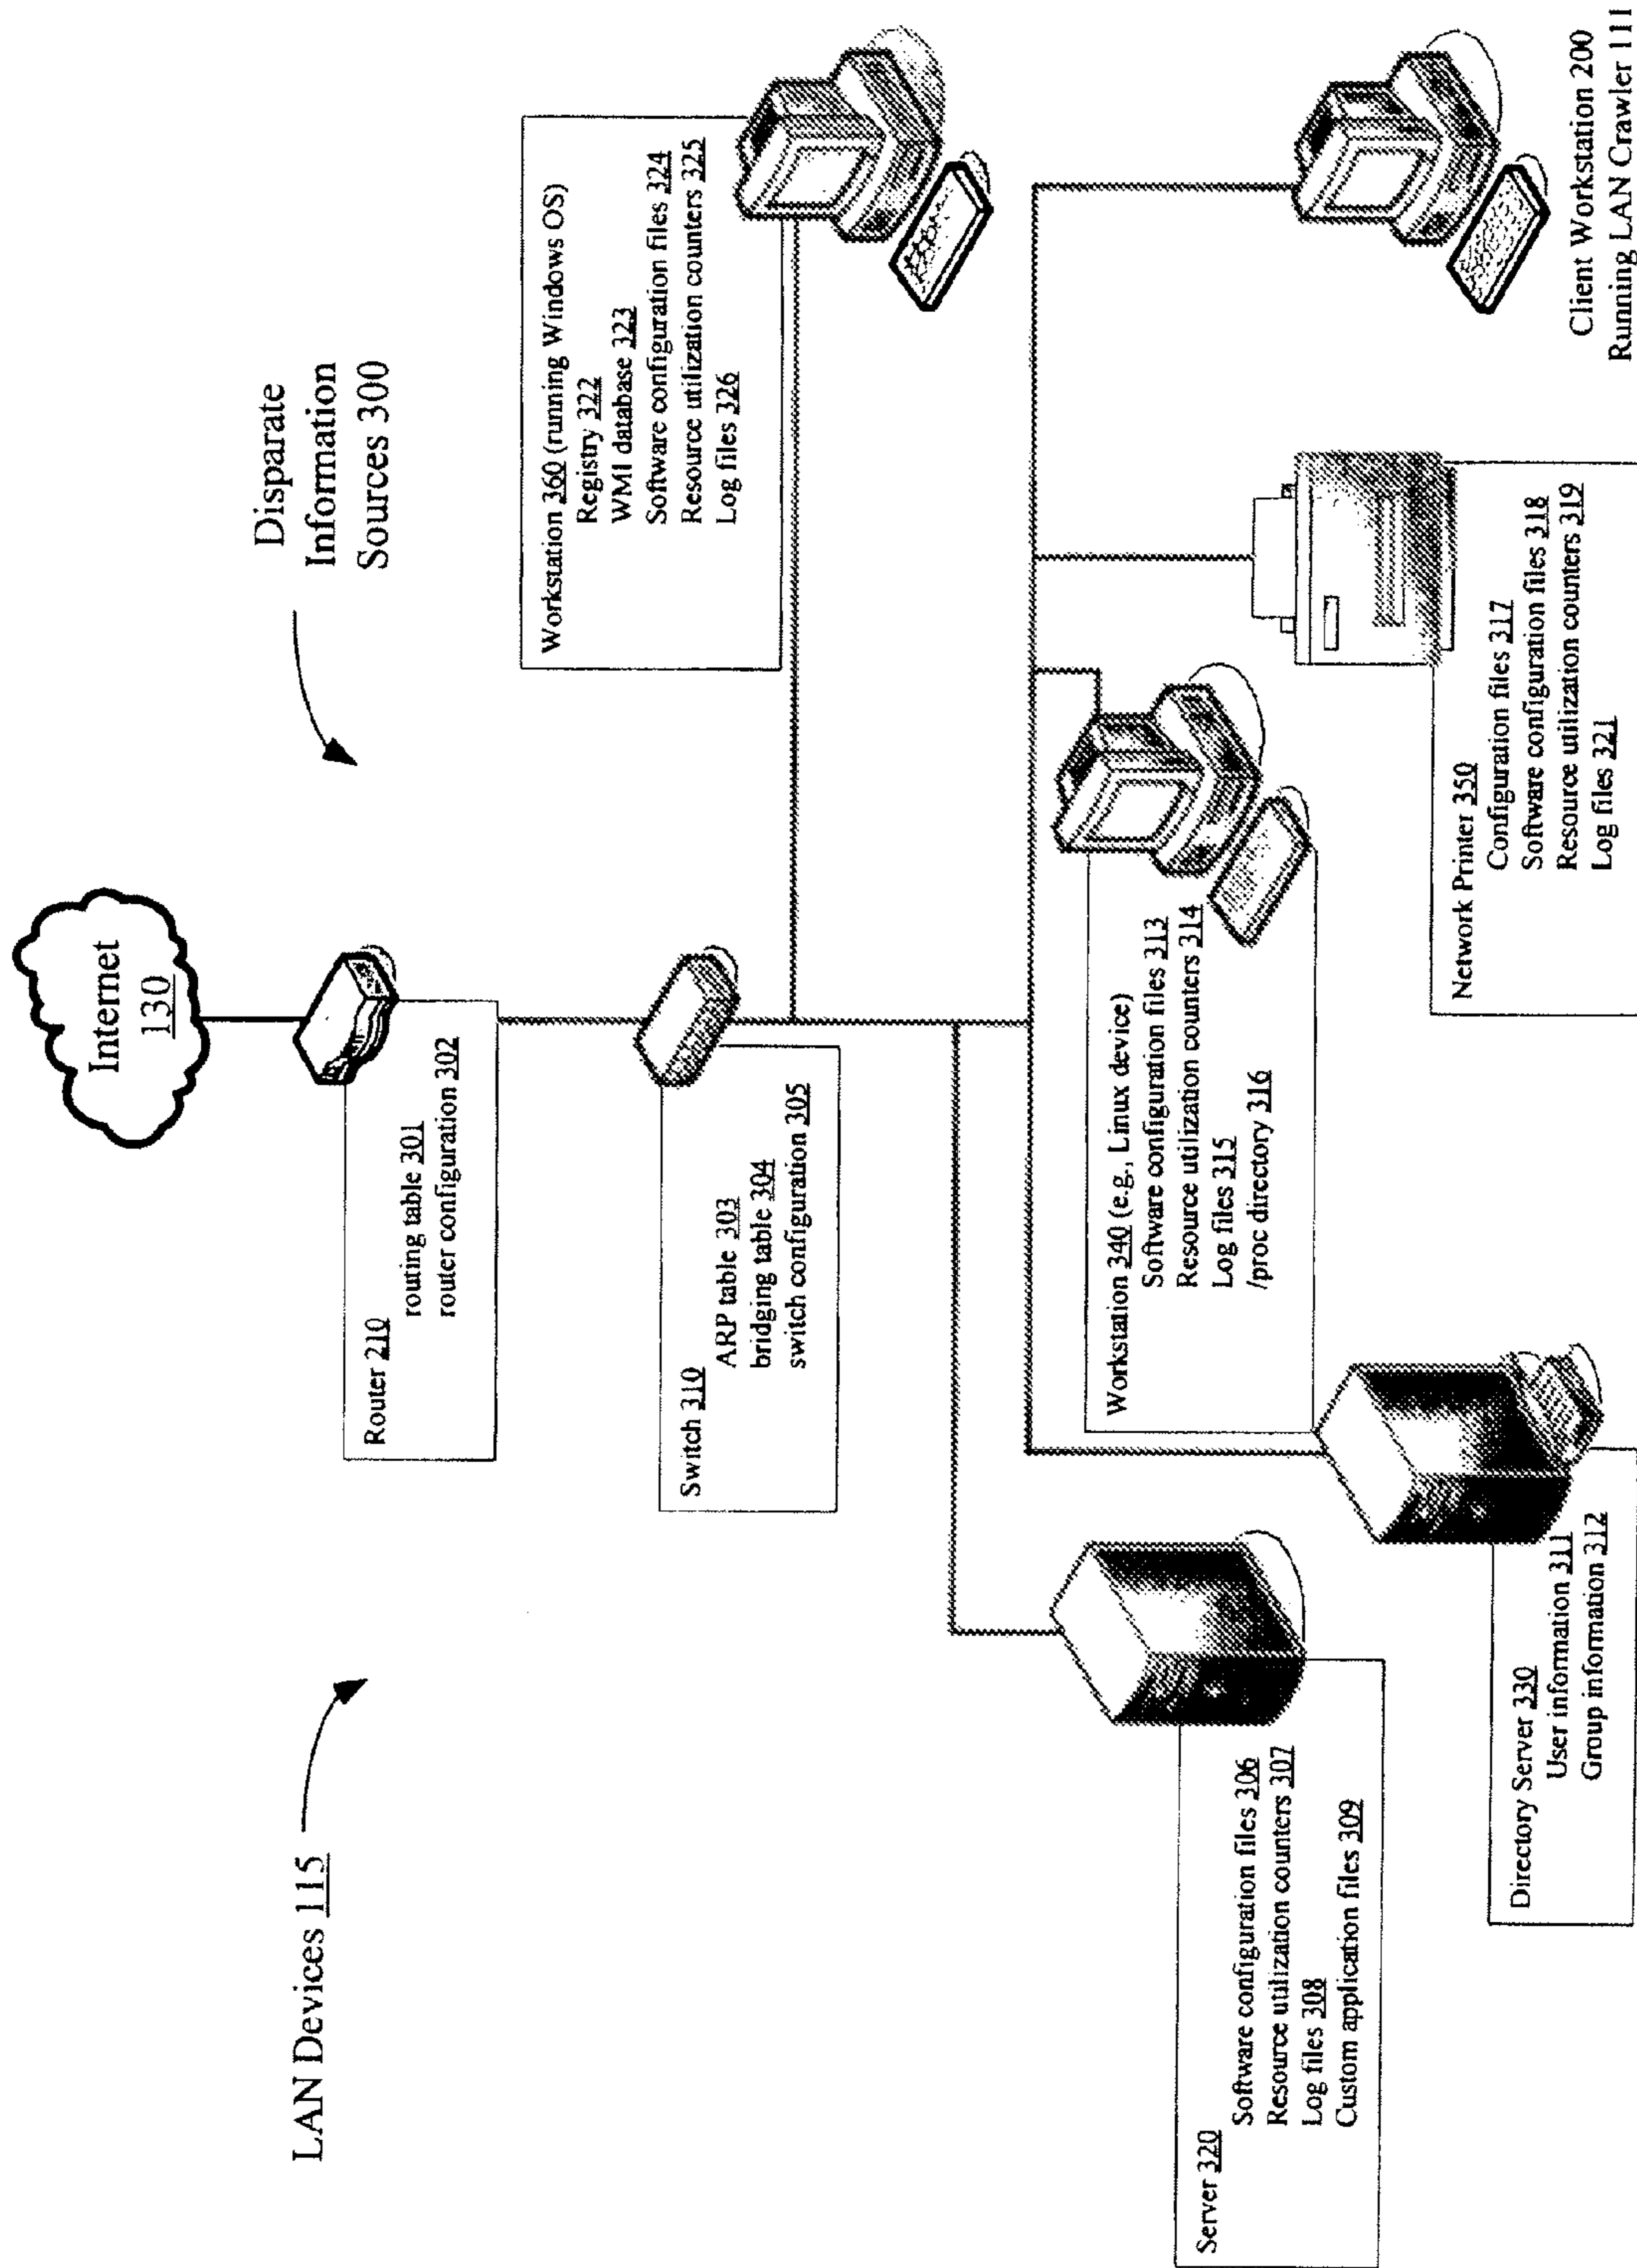 LAN Devices 115
Disparate
Information
Sources 300
Internet
130
Router 210
routing table 301
router configuration 302
Switch 310
ARP table 303
bridging table 304
switch configuration 305
Workstation 360 (running Windows OS)
Registry 322
WMI database 323
Software configuration files 324
Resource utilization counters 325
Log files 326
Server 320
Software configuration files 306
Resource utilization counters 307
Log files 308
Custom application files 309
Directory Server 330
User information 311
Group information 312
Workstation 340 (e.g., Linux device)
Software configuration files 313
Resource utilization counters 314
Log files 315
/proc directory 316
Network Printer 350
Configuration files 317
Software configuration files 318
Resource utilization counters 319
Log files 321
Client Workstation 200
Running LAN Crawler 111